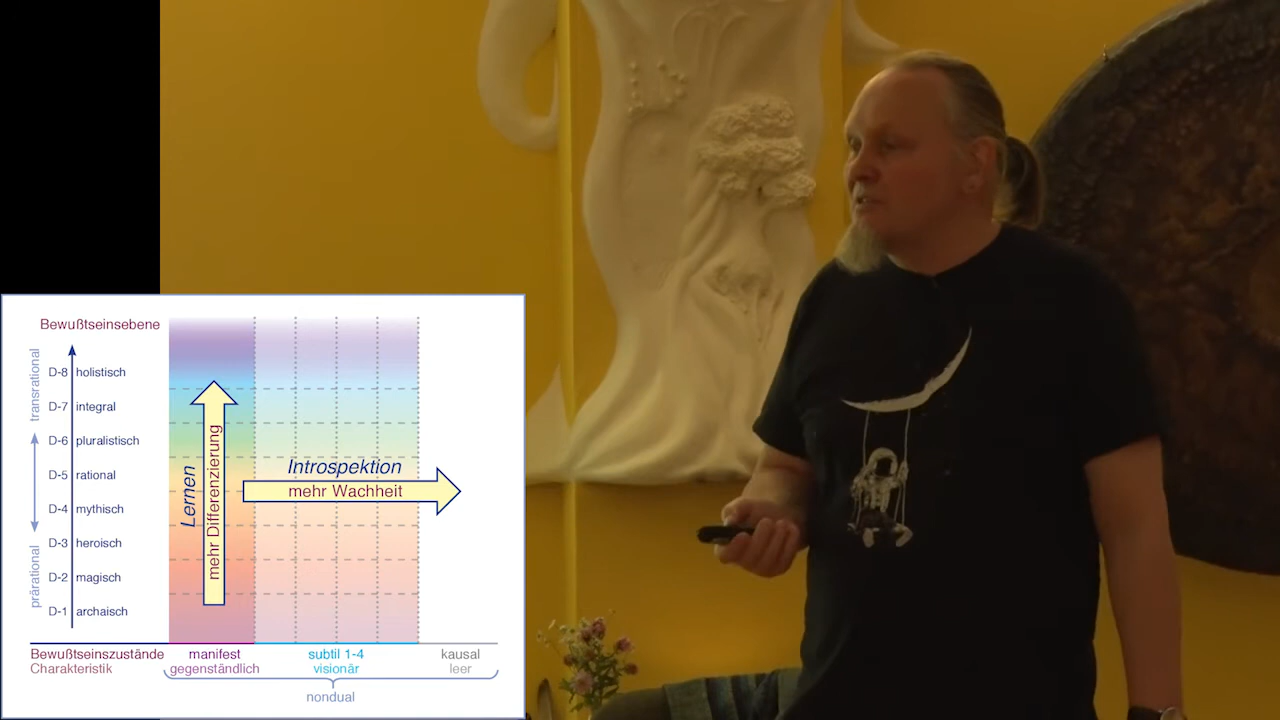 Bewußtseinsebene
transrational
prärational
D-8 holistisch
D-7 integral
D-6 pluralistisch
D-5 rational
D-4 mythisch
D-3 heroisch
D-2 magisch
D-1 archaisch
Lernen
mehr Differenzierung
Introspektion
mehr Wachheit
Bewußtseinszustände manifest subtil 1-4 kausal
Charakteristik gegenständlich visionär leer
nondual